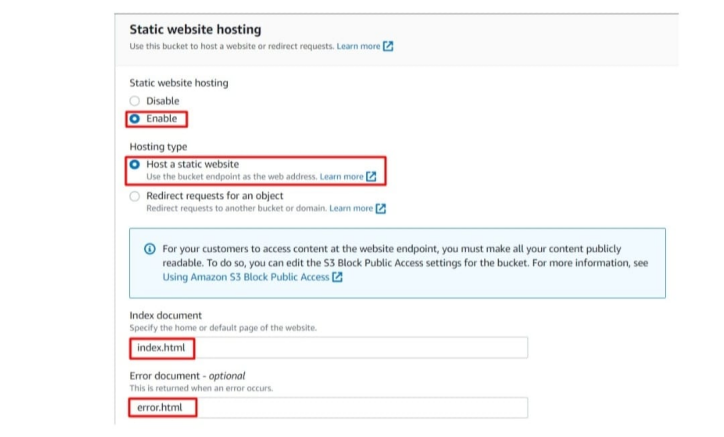 Static website hosting
Use this bucket to host a website or redirect requests. Learn more
Static website hosting
Disable
Enable
Hosting type
Host a static website
Use the bucket endpoint as the web address. Learn more
Redirect requests for an object
Redirect requests to another bucket or domain. Learn more
For your customers to access content at the website endpoint, you must make all your content publicly
readable. To do so, you can edit the S3 Block Public Access settings for the bucket. For more information, see
Using Amazon S3 Block Public Access
Index document
Specify the home or default page of the website.
index.html
Error document - optional
This is returned when an error occurs.
error.html